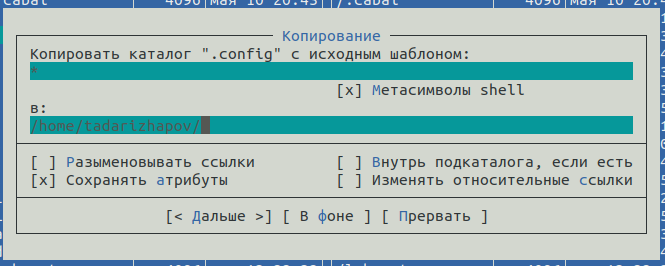 Копирование
Копировать каталог ".config" с исходным шаблоном:
*
[x] Метасимволы shell
в:
/home/tadarizhapov/
[ ] Разыменовывать ссылки [ ] Внутрь подкаталога, если есть
[x] Сохранять атрибуты [ ] Изменять относительные ссылки
[< Дальше >] [ В фоне ] [ Прервать ]